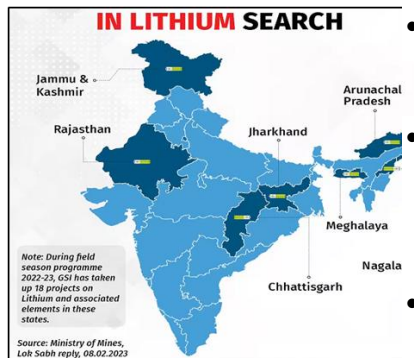 IN LITHIUM SEARCH
Jammu &
Kashmir
Arunachal
Pradesh
Rajasthan
Jharkhand
Meghalaya
Nagala
Chhattisgarh
Note: During field
season programme
2022-23, GSI has taken
up 18 projects on
Lithium and associated
elements in these
states.
Source: Ministry of Mines,
Lok Sabh reply, 08.02.2023